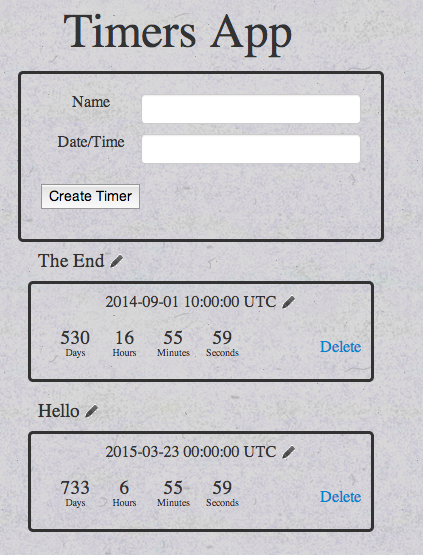 Timers App
Name
Date/Time
Create Timer
The End
2014-09-01 10:00:00 UTC
530 16 55 59
Days Hours Minutes Seconds
Delete
Hello
2015-03-23 00:00:00 UTC
733 6 55 59
Days Hours Minutes Seconds
Delete